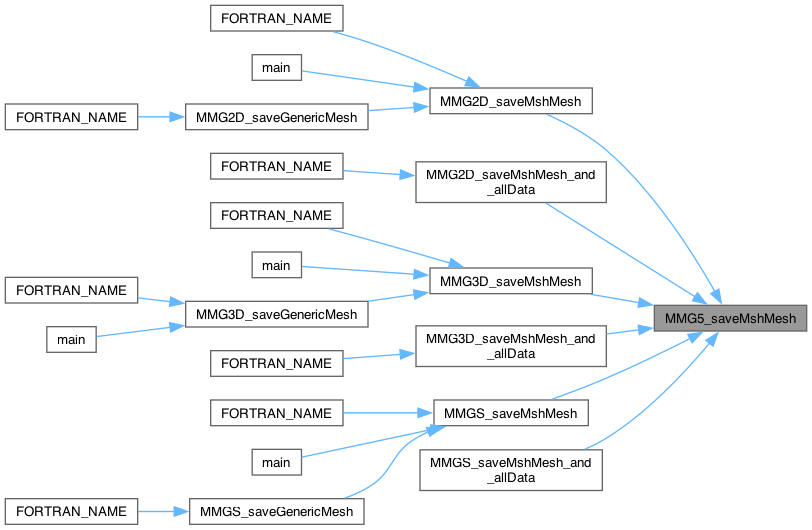 FORTRAN_NAME
main
MMG2D_saveMshMesh
FORTRAN_NAME
MMG2D_saveGenericMesh
FORTRAN_NAME
MMG2D_saveMshMesh_and
_allData
FORTRAN_NAME
main
MMG3D_saveMshMesh
FORTRAN_NAME
MMG3D_saveGenericMesh
MMG5_saveMshMesh
main
MMG3D_saveMshMesh_and
_allData
FORTRAN_NAME
FORTRAN_NAME
MMGS_saveMshMesh
main
MMGS_saveMshMesh_and
_allData
FORTRAN_NAME
MMGS_saveGenericMesh